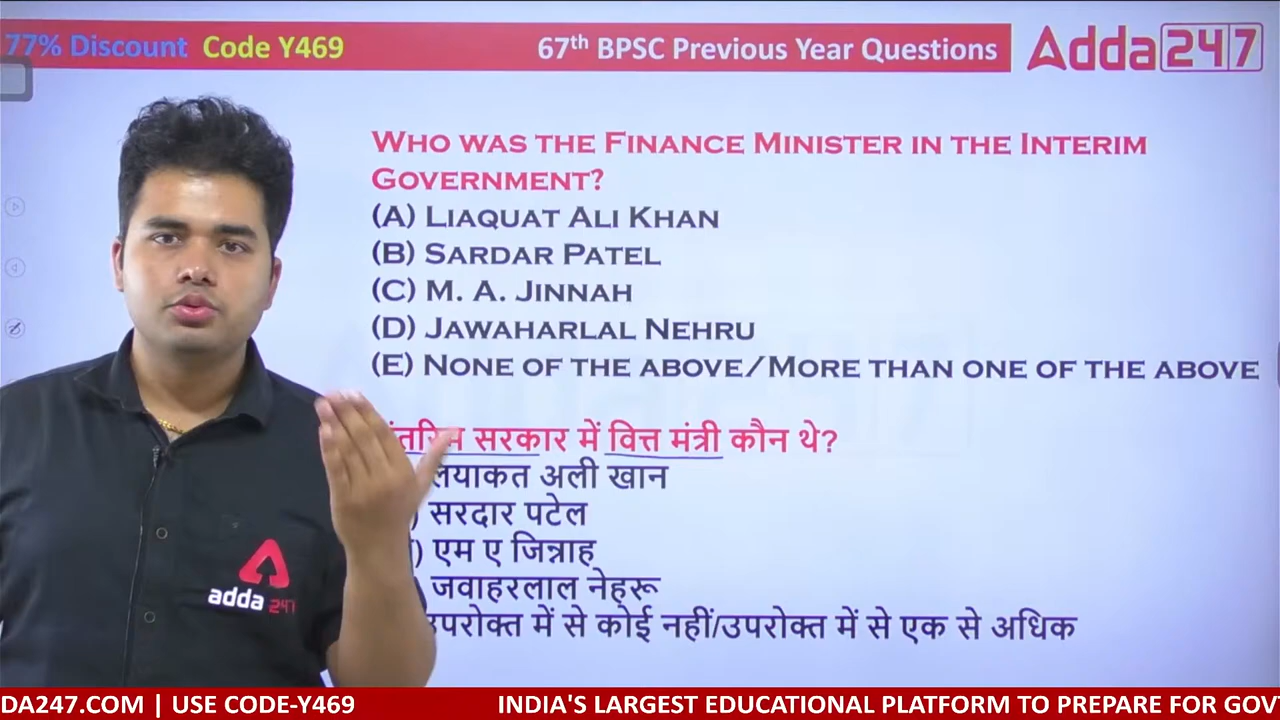 77% Discount Code Y469
67th BPSC Previous Year Questions
Adda247
WHO WAS THE FINANCE MINISTER IN THE INTERIM
GOVERNMENT?
(A) LIAQUAT ALI KHAN
(B) SARDAR PATEL
(C) M. A. JINNAH
(D) JAWAHARLAL NEHRU
(E) NONE OF THE ABOVE/MORE THAN ONE OF THE ABOVE
सरकार में वित्त मंत्री कौन थे?
लियाकत अली खान
) सरदार पटेल
) एम ए जिन्नाह
जवाहरलाल नेहरू
उपरोक्त में से कोई नहीं/उपरोक्त में से एक से अधिक
adda 247
DA247.COM | USE CODE-Y469
INDIA'S LARGEST EDUCATIONAL PLATFORM TO PREPARE FOR GOV